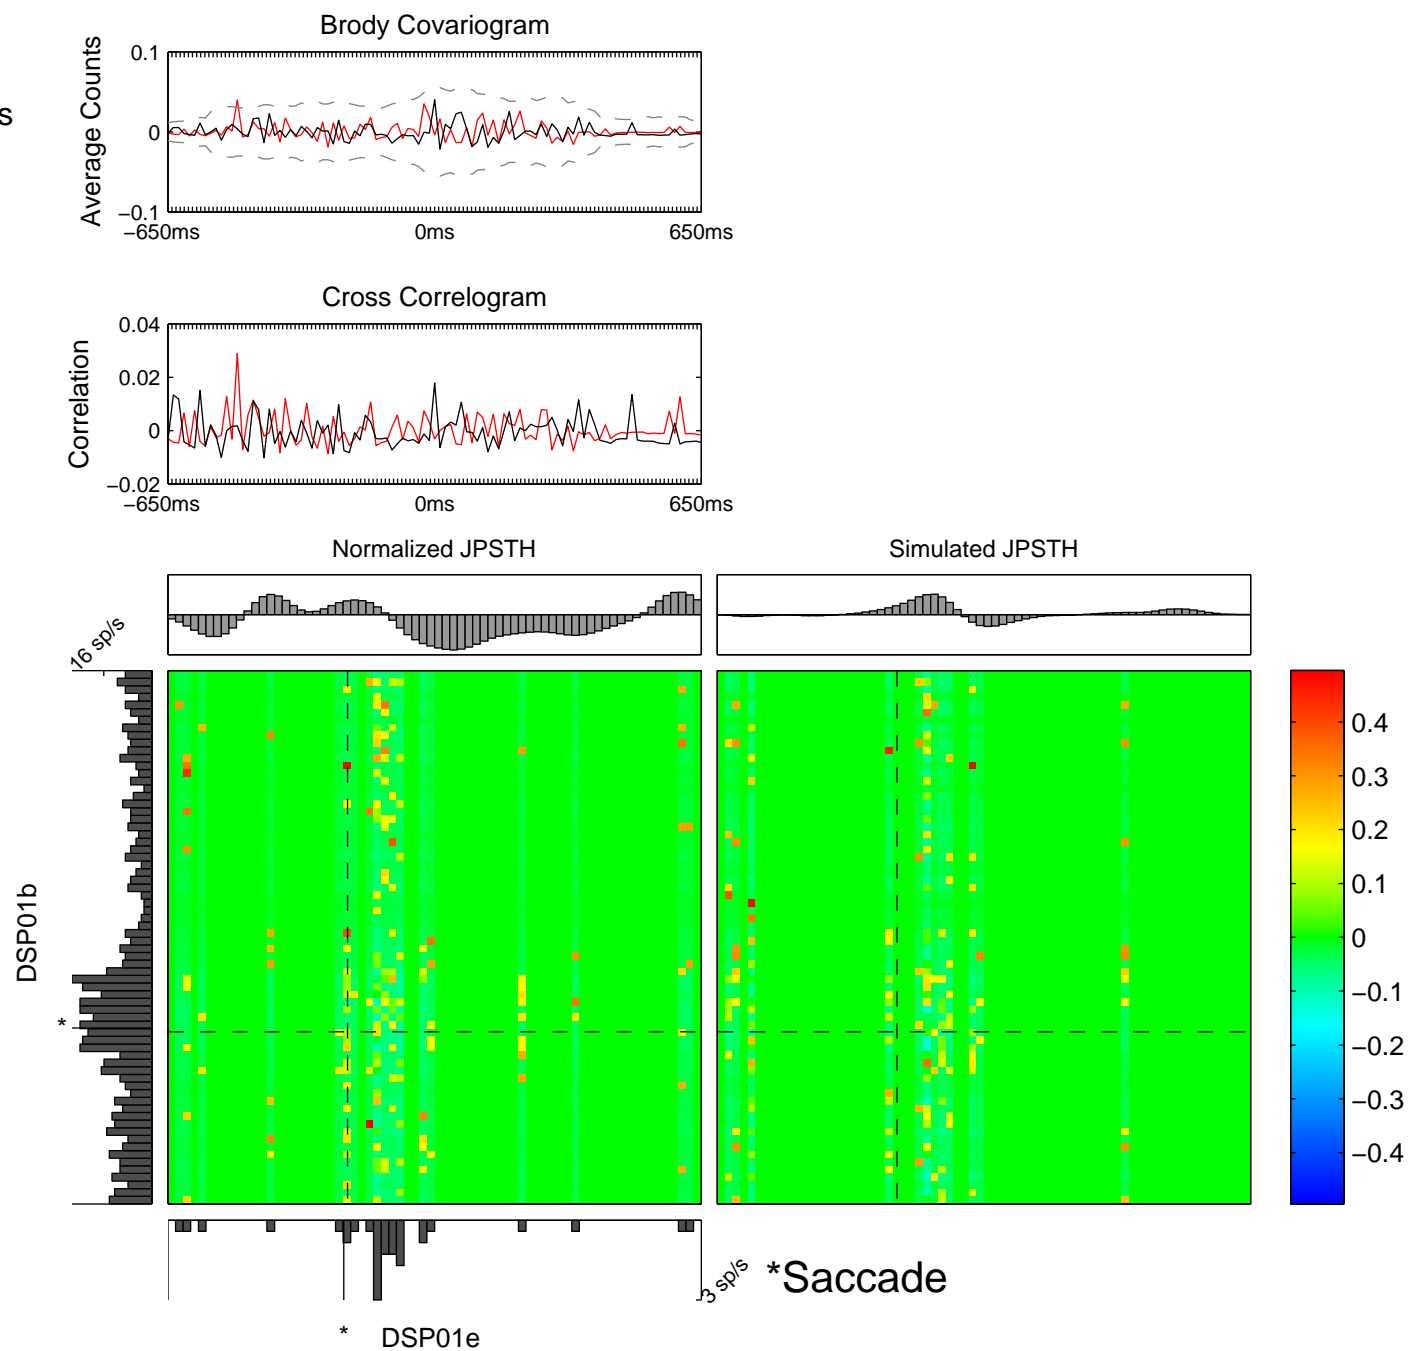 Brody Covariogram
s
Average Counts
0.1
0
−0.1
−650ms
0ms
650ms
Cross Correlogram
Correlation
0.04
0.02
0
−0.02
−650ms
0ms
650ms
Normalized JPSTH
Simulated JPSTH
16 sp/s
DSP01b
*
0.4
0.3
0.2
0.1
0
−0.1
−0.2
−0.3
−0.4
3 sp/s
*Saccade
*
DSP01e